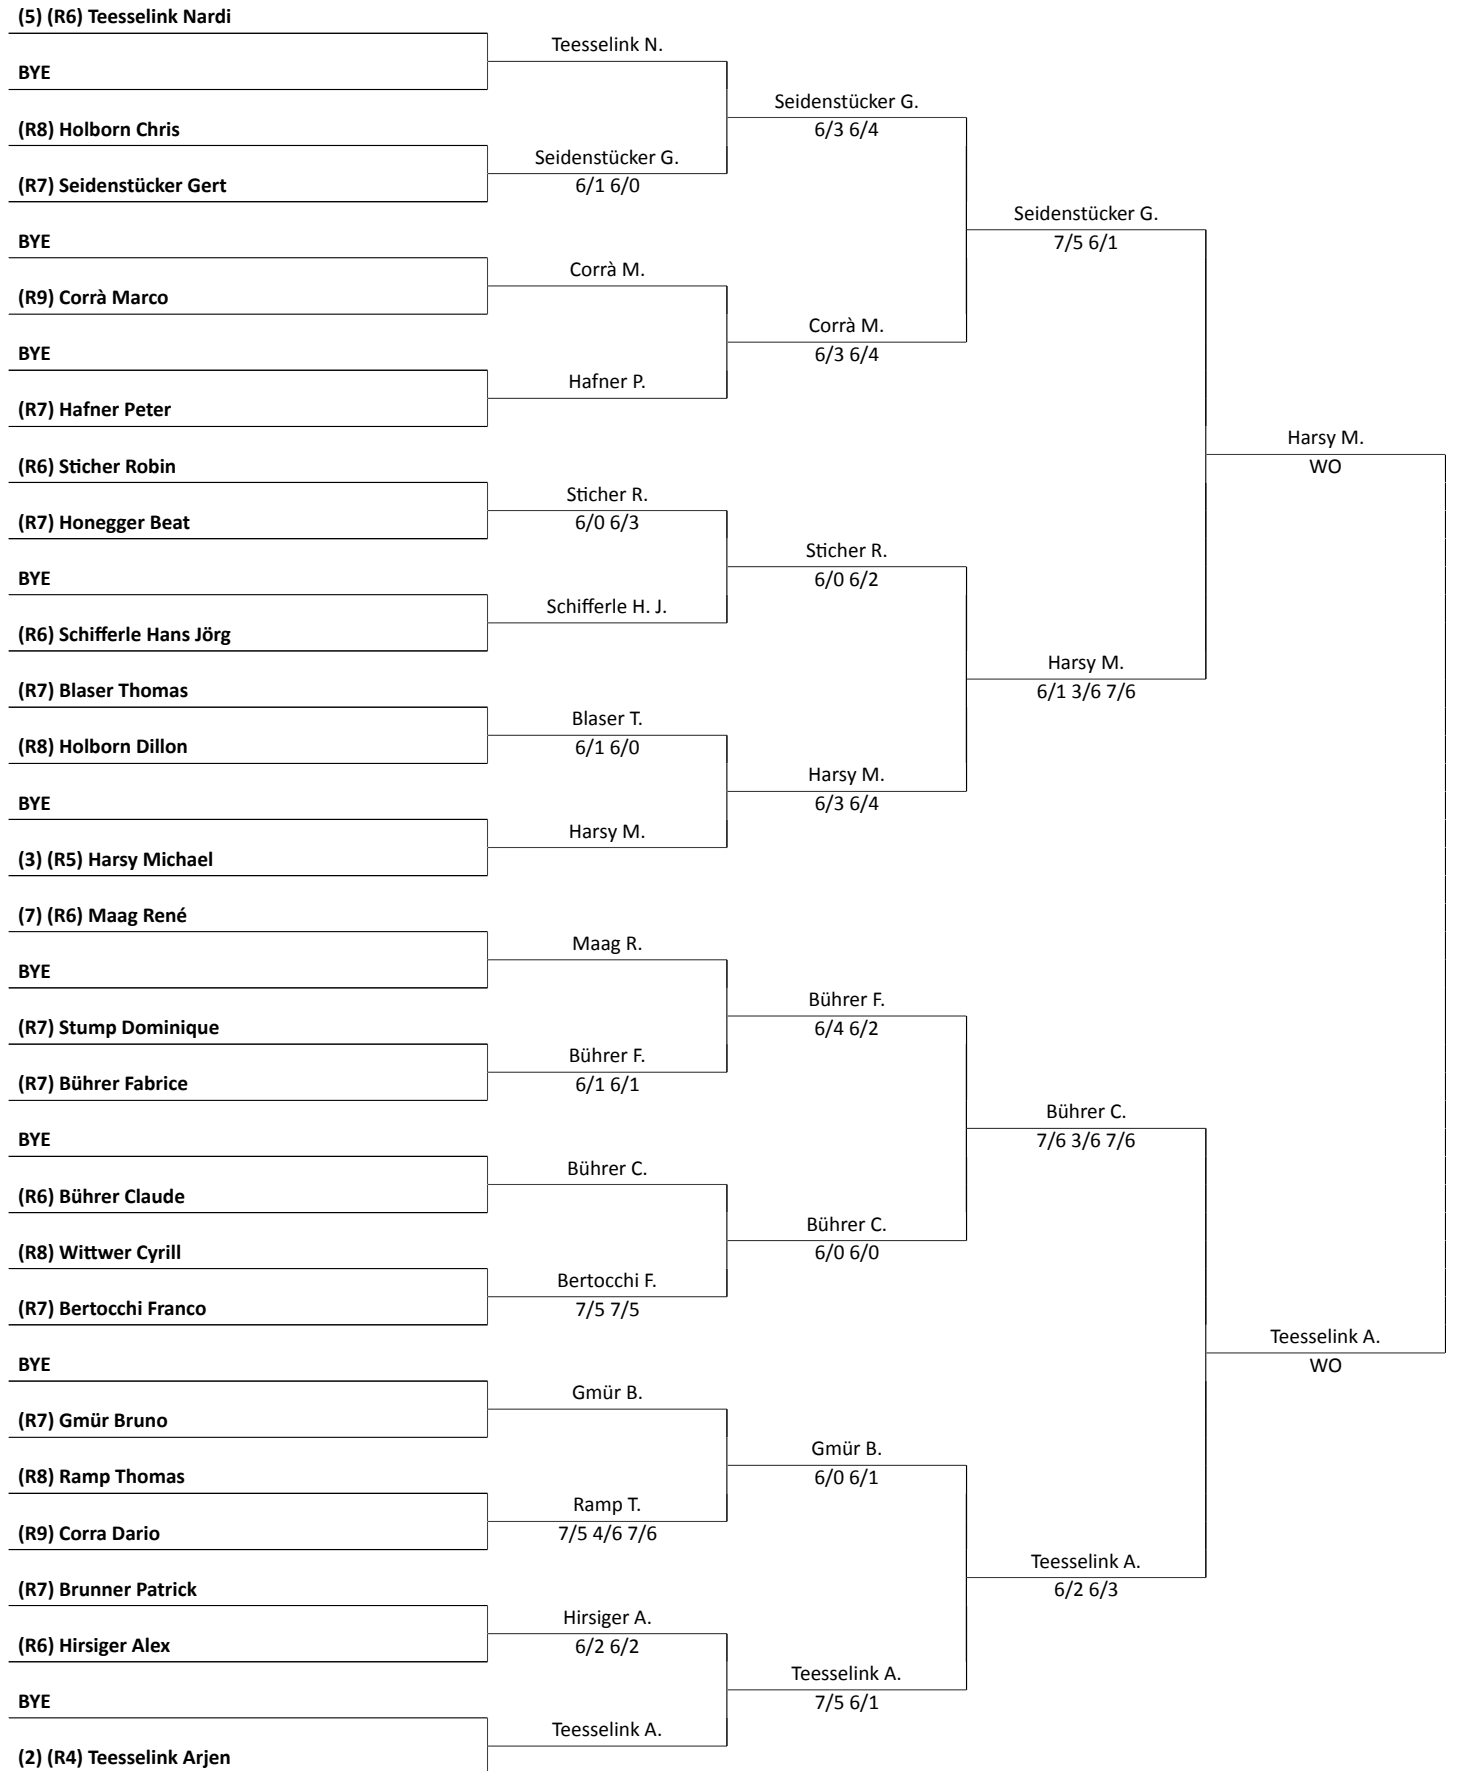 (5) (R6) Teesselink Nardi
Teesselink N.
BYE
Seidenstücker G.
6/3 6/4
(R8) Holborn Chris
Seidenstücker G.
6/1 6/0
(R7) Seidenstücker Gert
Seidenstücker G.
7/5 6/1
BYE
Corrà M.
(R9) Corrà Marco
Corrà M.
6/3 6/4
BYE
Hafner P.
(R7) Hafner Peter
Harsy M.
WO
(R6) Sticher Robin
Sticher R.
6/0 6/3
(R7) Honegger Beat
Sticher R.
6/0 6/2
BYE
Schifferle H. J.
(R6) Schifferle Hans Jörg
Harsy M.
6/1 3/6 7/6
(R7) Blaser Thomas
Blaser T.
6/1 6/0
(R8) Holborn Dillon
Harsy M.
6/3 6/4
BYE
Harsy M.
(3) (R5) Harsy Michael
(7) (R6) Maag René
Maag R.
BYE
Bührer F.
6/4 6/2
(R7) Stump Dominique
Bührer F.
6/1 6/1
(R7) Bührer Fabrice
Bührer C.
7/6 3/6 7/6
BYE
Bührer C.
(R6) Bührer Claude
Bührer C.
6/0 6/0
(R8) Wittwer Cyrill
Bertocchi F.
7/5 7/5
(R7) Bertocchi Franco
Teesselink A.
WO
BYE
Gmür B.
(R7) Gmür Bruno
Gmür B.
6/0 6/1
(R8) Ramp Thomas
Ramp T.
7/5 4/6 7/6
(R9) Corra Dario
Teesselink A.
6/2 6/3
(R7) Brunner Patrick
Hirsiger A.
6/2 6/2
(R6) Hirsiger Alex
Teesselink A.
7/5 6/1
BYE
Teesselink A.
(2) (R4) Teesselink Arjen